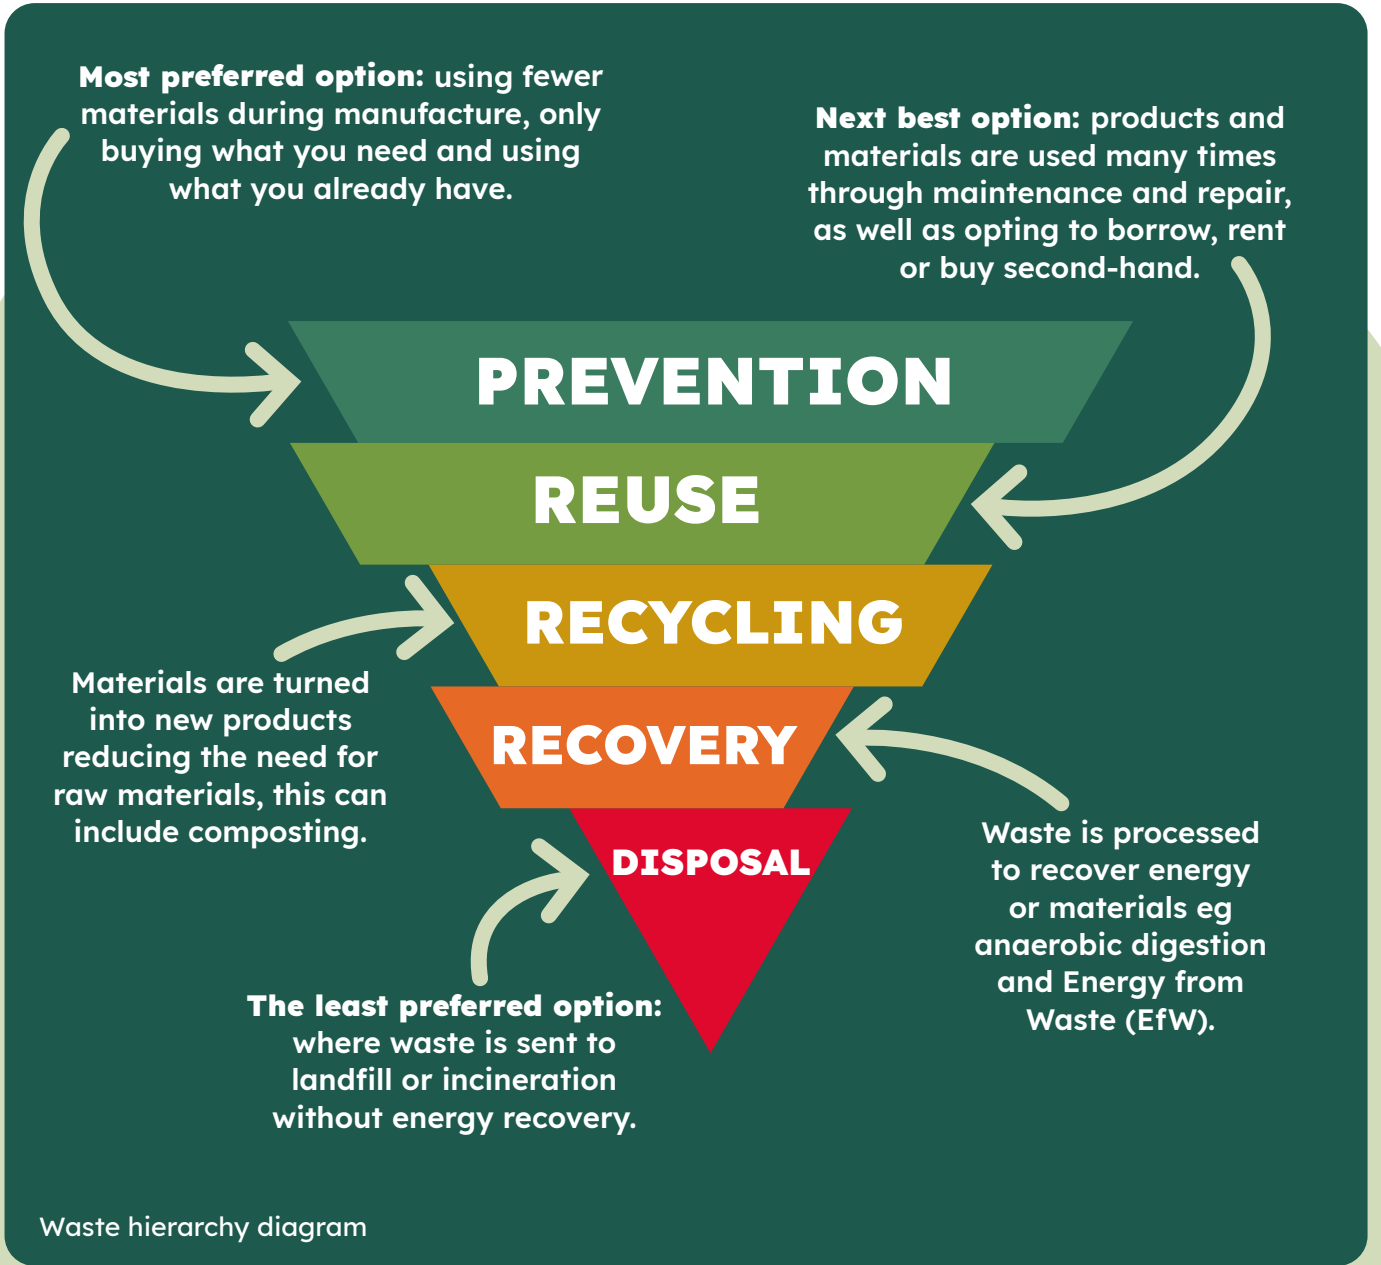 Most preferred option: using fewer
materials during manufacture, only
buying what you need and using
what you already have.
Next best option: products and
materials are used many times
through maintenance and repair,
as well as opting to borrow, rent
or buy second-hand.
PREVENTION
REUSE
RECYCLING
Materials are turned
into new products
reducing the need for
raw materials, this can
include composting.
RECOVERY
Waste is processed
to recover energy
or materials eg
anaerobic digestion
and Energy from
Waste (EfW).
DISPOSAL
The least preferred option:
where waste is sent to
landfill or incineration
without energy recovery.
Waste hierarchy diagram